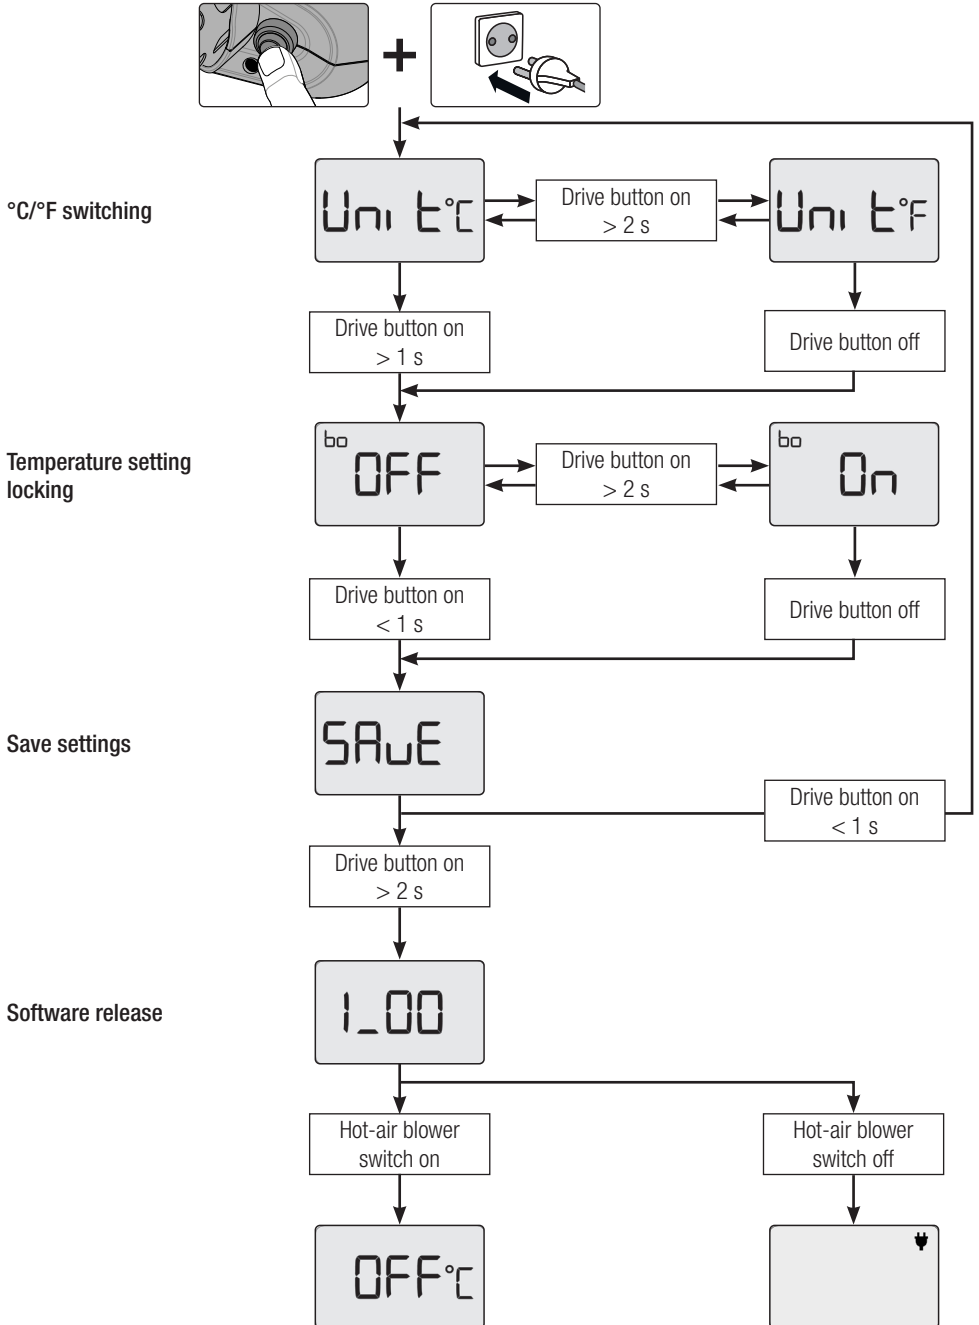 +
°C/°F switching
Uni t°C
Drive button on
> 2 s
Uni t°F
Drive button on
> 1 s
Drive button off
Temperature setting
locking
bo
OFF
Drive button on
> 2 s
bo
On
Drive button on
< 1 s
Drive button off
Save settings
SAvE
Drive button on
< 1 s
Drive button on
> 2 s
Software release
1_00
Hot-air blower
switch on
Hot-air blower
switch off
OFF°C